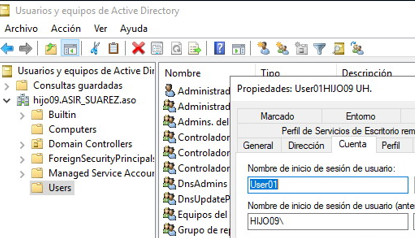 Usuarios y equipos de Active Directory
Archivo Acción Ver Ayuda
Usuarios y equipos de Active Direct
Consultas guardadas
hijo09.ASIR_SUAREZ.aso
Builtin
Computers
Domain Controllers
ForeignSecurityPrincipals
Managed Service Accoun
Users
Nombre Tipo Descripción
Administrad
Administrad
Admins. del
Controlador
Controlador
Controlador
Controlador
DnsAdmins
DnsUpdateP
Equipos del
Grupo de rep
Propiedades: User01HIJO09 UH.
Marcado Entorno
Perfil de Servicios de Escritorio rem
General Dirección Cuenta Perfil
Nombre de inicio de sesión de usuario:
User01
Nombre de inicio de sesión de usuario (ante
HIJO09\